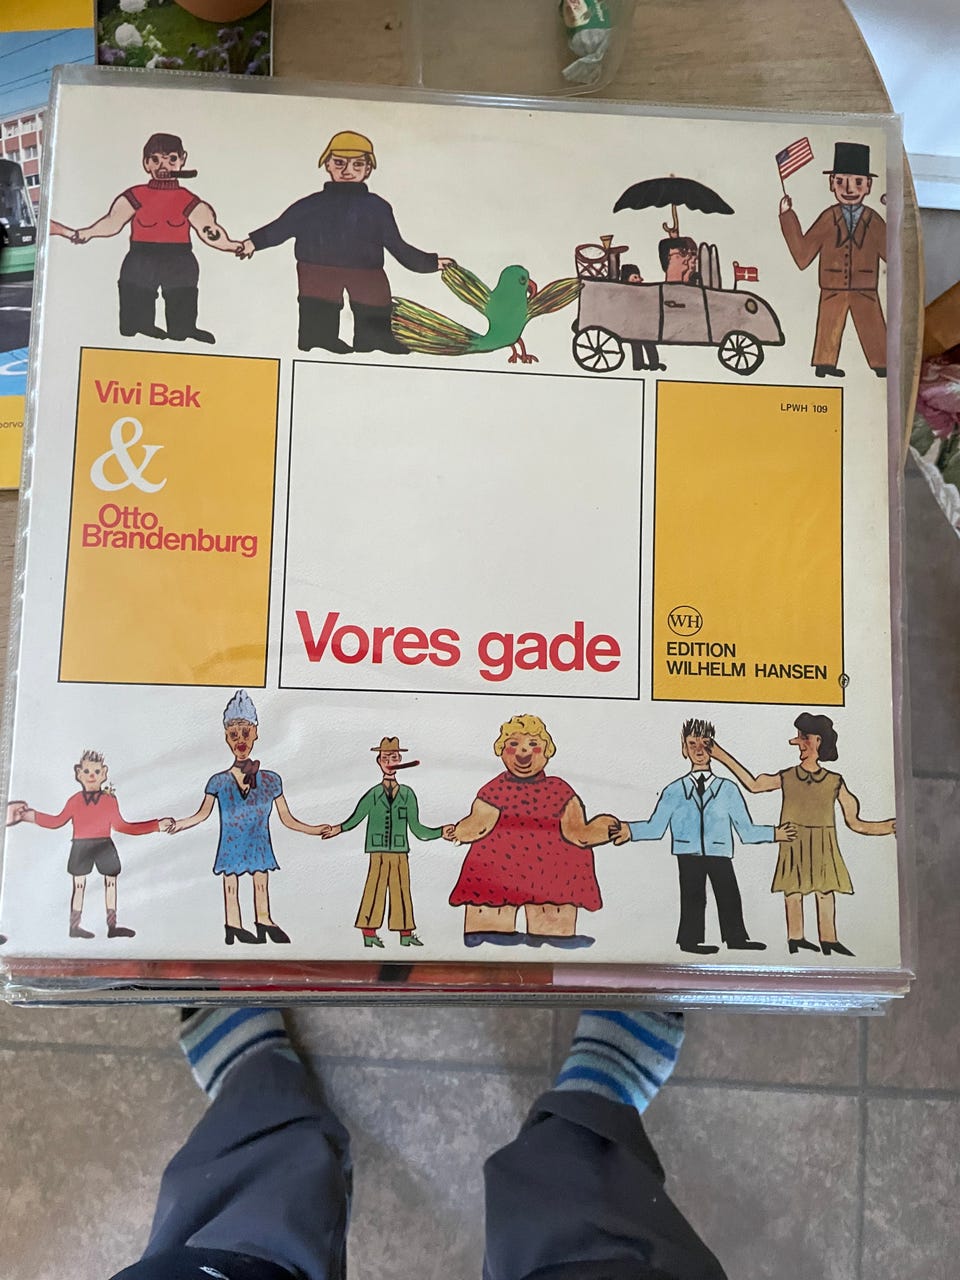 Vivi Bak
&
Otto
Brandenburg
Vores gade
LPWH 109
WH
EDITION
WILHELM HANSEN